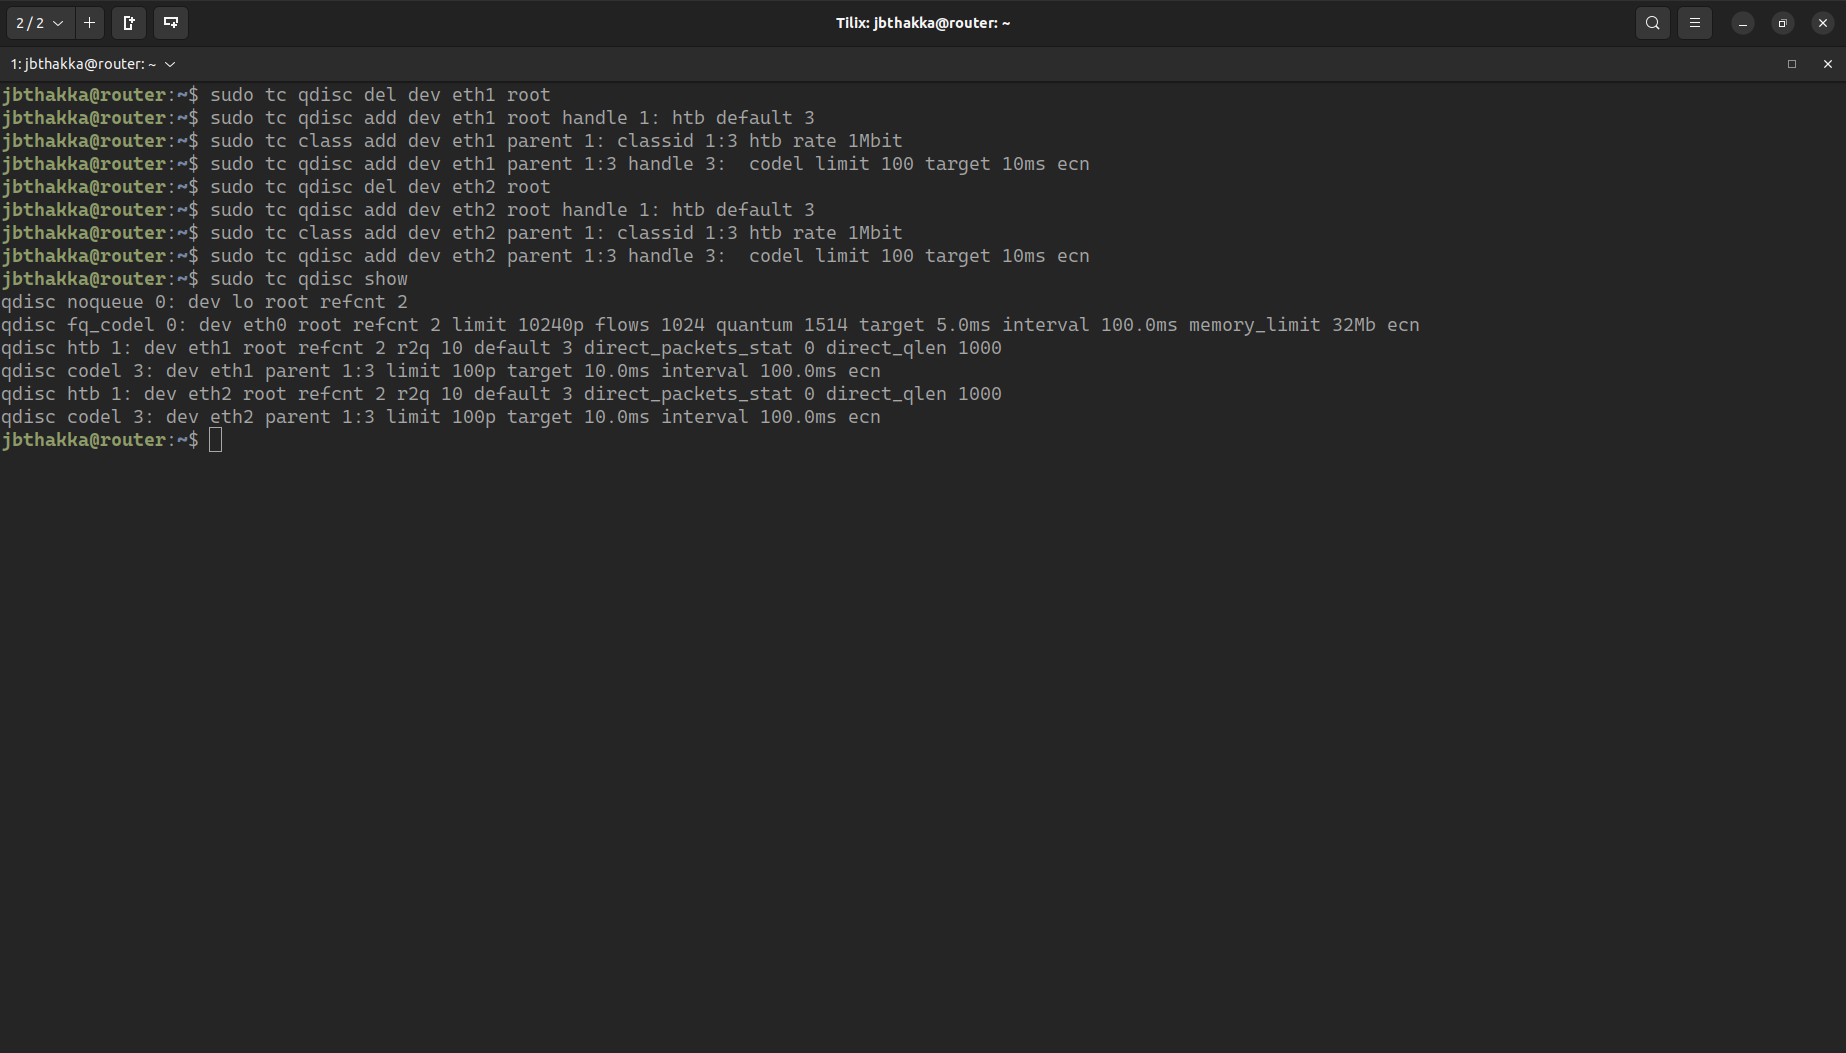 2 / 2
Tilix: jbthakka@router: ~
1: jbthakka@router: ~
jbthakka@router:~$ sudo tc qdisc del dev eth1 root
jbthakka@router:~$ sudo tc qdisc add dev eth1 root handle 1: htb default 3
jbthakka@router:~$ sudo tc class add dev eth1 parent 1: classid 1:3 htb rate 1Mbit
jbthakka@router:~$ sudo tc qdisc add dev eth1 parent 1:3 handle 3:  codel limit 100 target 10ms ecn
jbthakka@router:~$ sudo tc qdisc del dev eth2 root
jbthakka@router:~$ sudo tc qdisc add dev eth2 root handle 1: htb default 3
jbthakka@router:~$ sudo tc class add dev eth2 parent 1: classid 1:3 htb rate 1Mbit
jbthakka@router:~$ sudo tc qdisc add dev eth2 parent 1:3 handle 3:  codel limit 100 target 10ms ecn
jbthakka@router:~$ sudo tc qdisc show
qdisc noqueue 0: dev lo root refcnt 2
qdisc fq_codel 0: dev eth0 root refcnt 2 limit 10240p flows 1024 quantum 1514 target 5.0ms interval 100.0ms memory_limit 32Mb ecn
qdisc htb 1: dev eth1 root refcnt 2 r2q 10 default 3 direct_packets_stat 0 direct_qlen 1000
qdisc codel 3: dev eth1 parent 1:3 limit 100p target 10.0ms interval 100.0ms ecn
qdisc htb 1: dev eth2 root refcnt 2 r2q 10 default 3 direct_packets_stat 0 direct_qlen 1000
qdisc codel 3: dev eth2 parent 1:3 limit 100p target 10.0ms interval 100.0ms ecn
jbthakka@router:~$